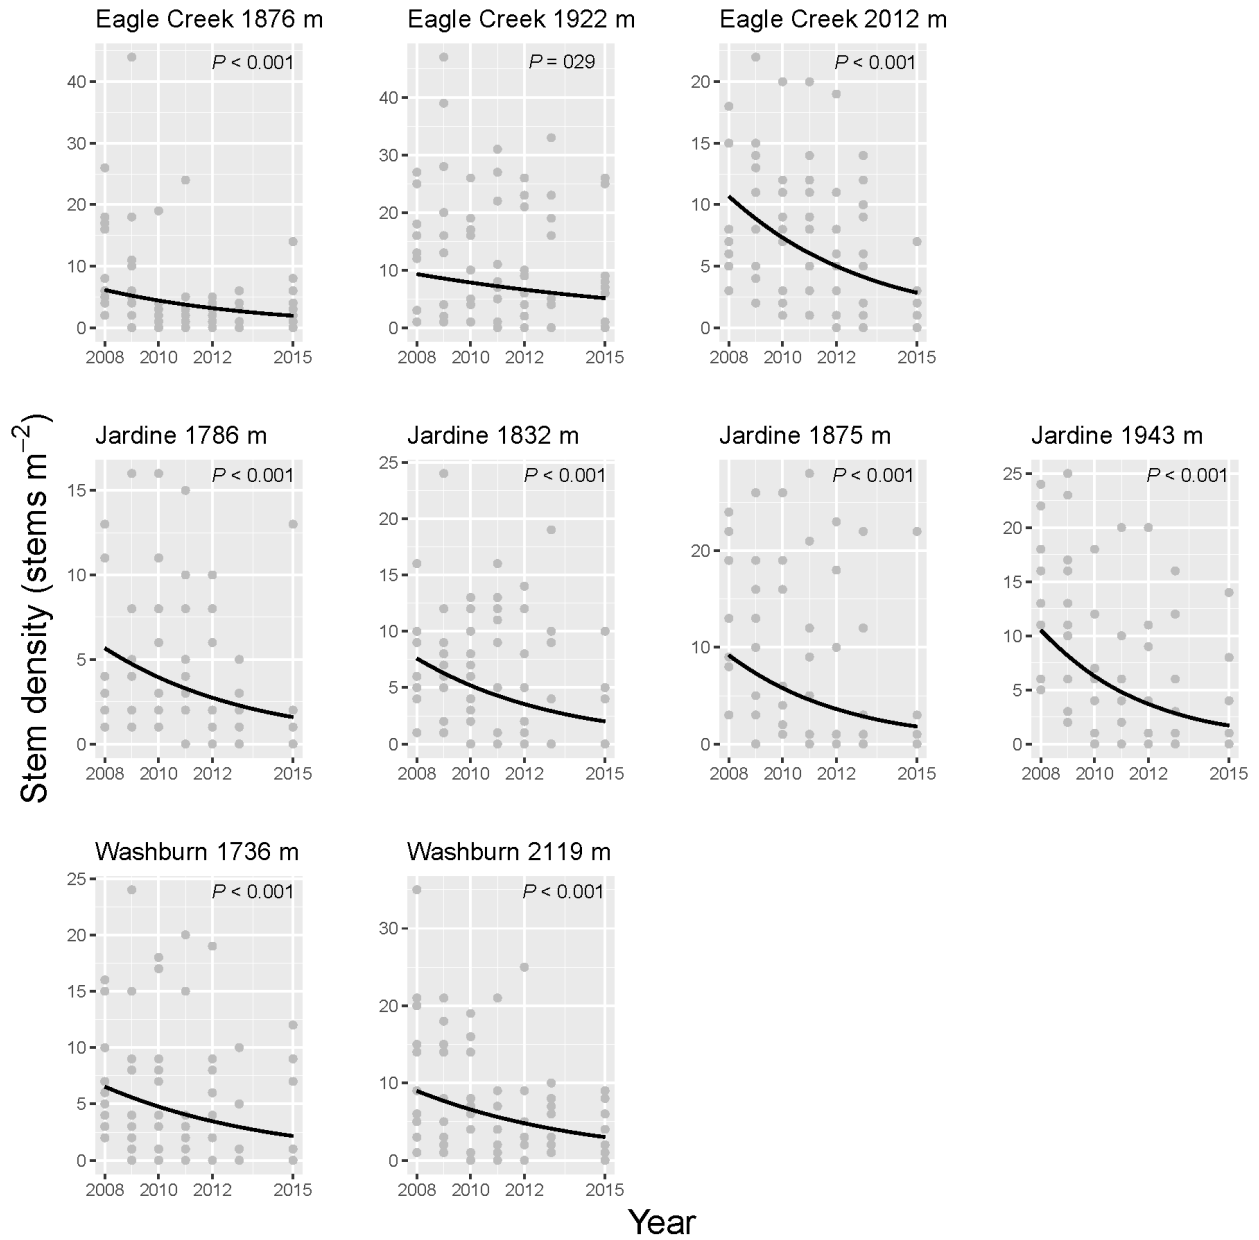 Eagle Creek 1876 m
P < 0.001
40
30
20
10
0
2008 2010 2012 2015
Eagle Creek 1922 m
P = 029
40
30
20
10
0
2008 2010 2012 2015
Eagle Creek 2012 m
P < 0.001
20
15
10
5
0
2008 2010 2012 2015
Stem density (stems m⁻²)
Jardine 1786 m
P < 0.001
15
10
5
0
2008 2010 2012 2015
Jardine 1832 m
P < 0.001
25
20
15
10
5
0
2008 2010 2012 2015
Jardine 1875 m
P < 0.001
20
10
0
2008 2010 2012 2015
Jardine 1943 m
P < 0.001
25
20
15
10
5
0
2008 2010 2012 2015
Washburn 1736 m
P < 0.001
25
20
15
10
5
0
2008 2010 2012 2015
Washburn 2119 m
P < 0.001
30
20
10
0
2008 2010 2012 2015
Year